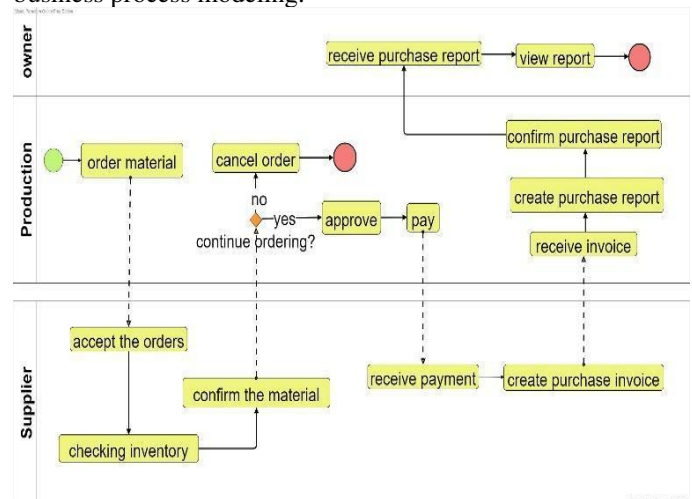 business process modeling.
owner
receive purchase report
view report
Production
order material
cancel order
confirm purchase report
no
yes
approve
pay
create purchase report
continue ordering?
receive invoice
Supplier
accept the orders
confirm the material
receive payment
create purchase invoice
checking inventory